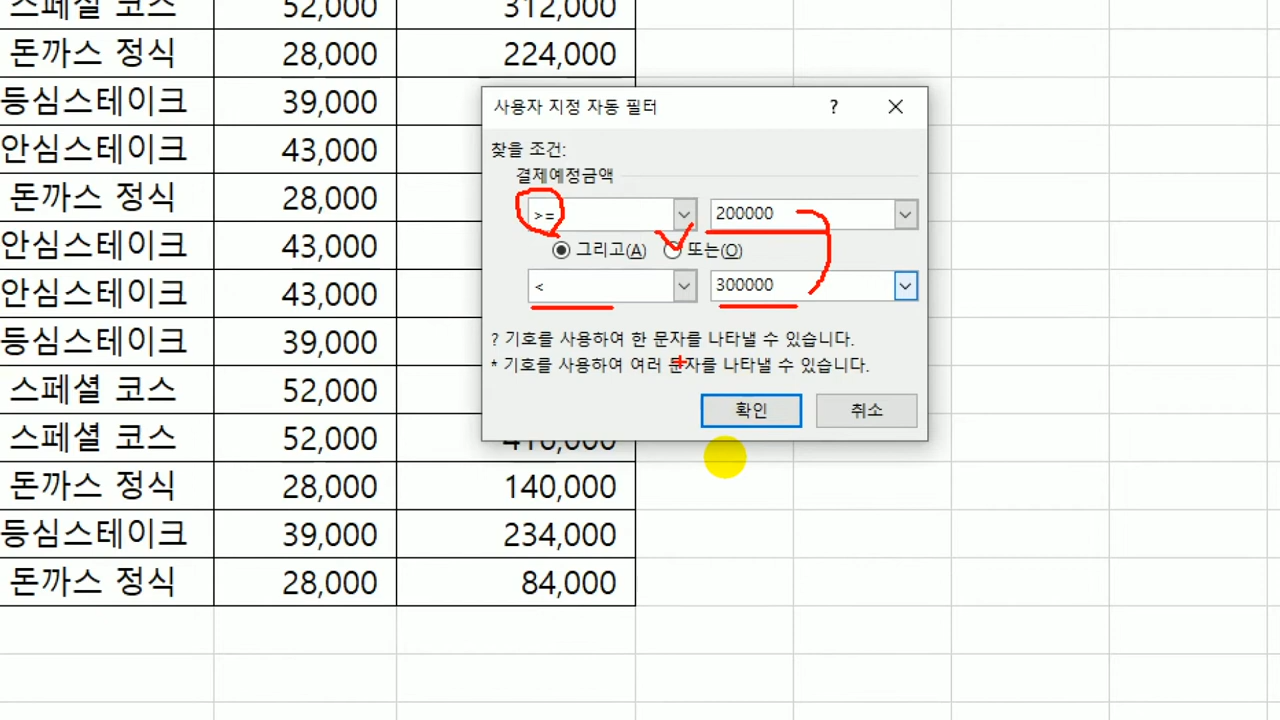 스페셜 코스 52,000 312,000
돈까스 정식 28,000 224,000
등심스테이크 39,000
안심스테이크 43,000
돈까스 정식 28,000
안심스테이크 43,000
안심스테이크 43,000
등심스테이크 39,000
스페셜 코스 52,000
스페셜 코스 52,000 416,000
돈까스 정식 28,000 140,000
등심스테이크 39,000 234,000
돈까스 정식 28,000 84,000
사용자 지정 자동 필터 ?
찾을 조건:
결제예정금액
>= 200000
그리고(A) 또는(O)
< 300000
? 기호를 사용하여 한 문자를 나타낼 수 있습니다.
* 기호를 사용하여 여러 문자를 나타낼 수 있습니다.
확인 취소